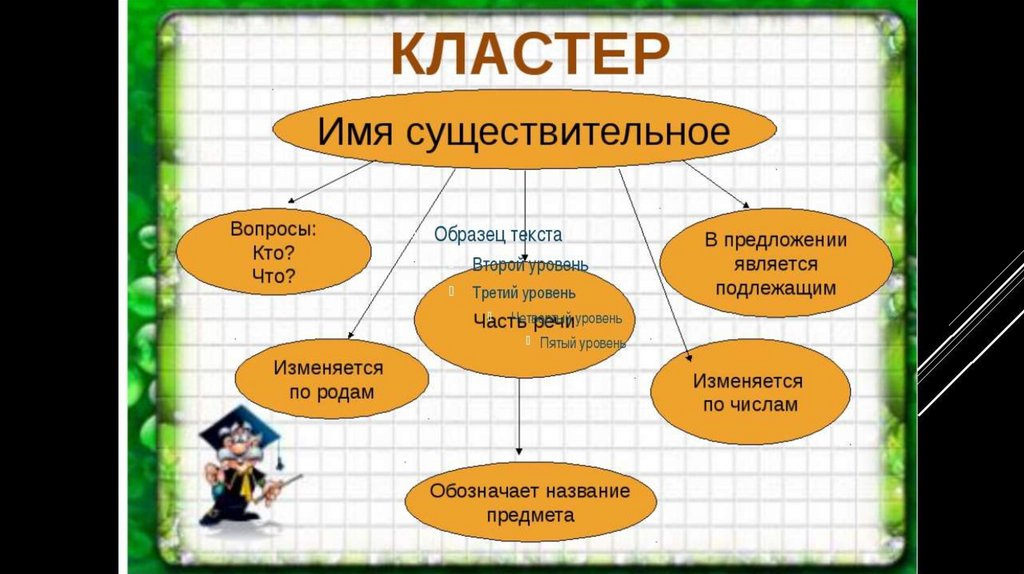 КЛАСТЕР
Имя существительное
Вопросы:
Кто?
Что?
Образец текста
Второй уровень
Третий уровень
Четвертый уровень
Часть речи
Пятый уровень
В предложении
является
подлежащим
Изменяется
по родам
Изменяется
по числам
Обозначает название
предмета